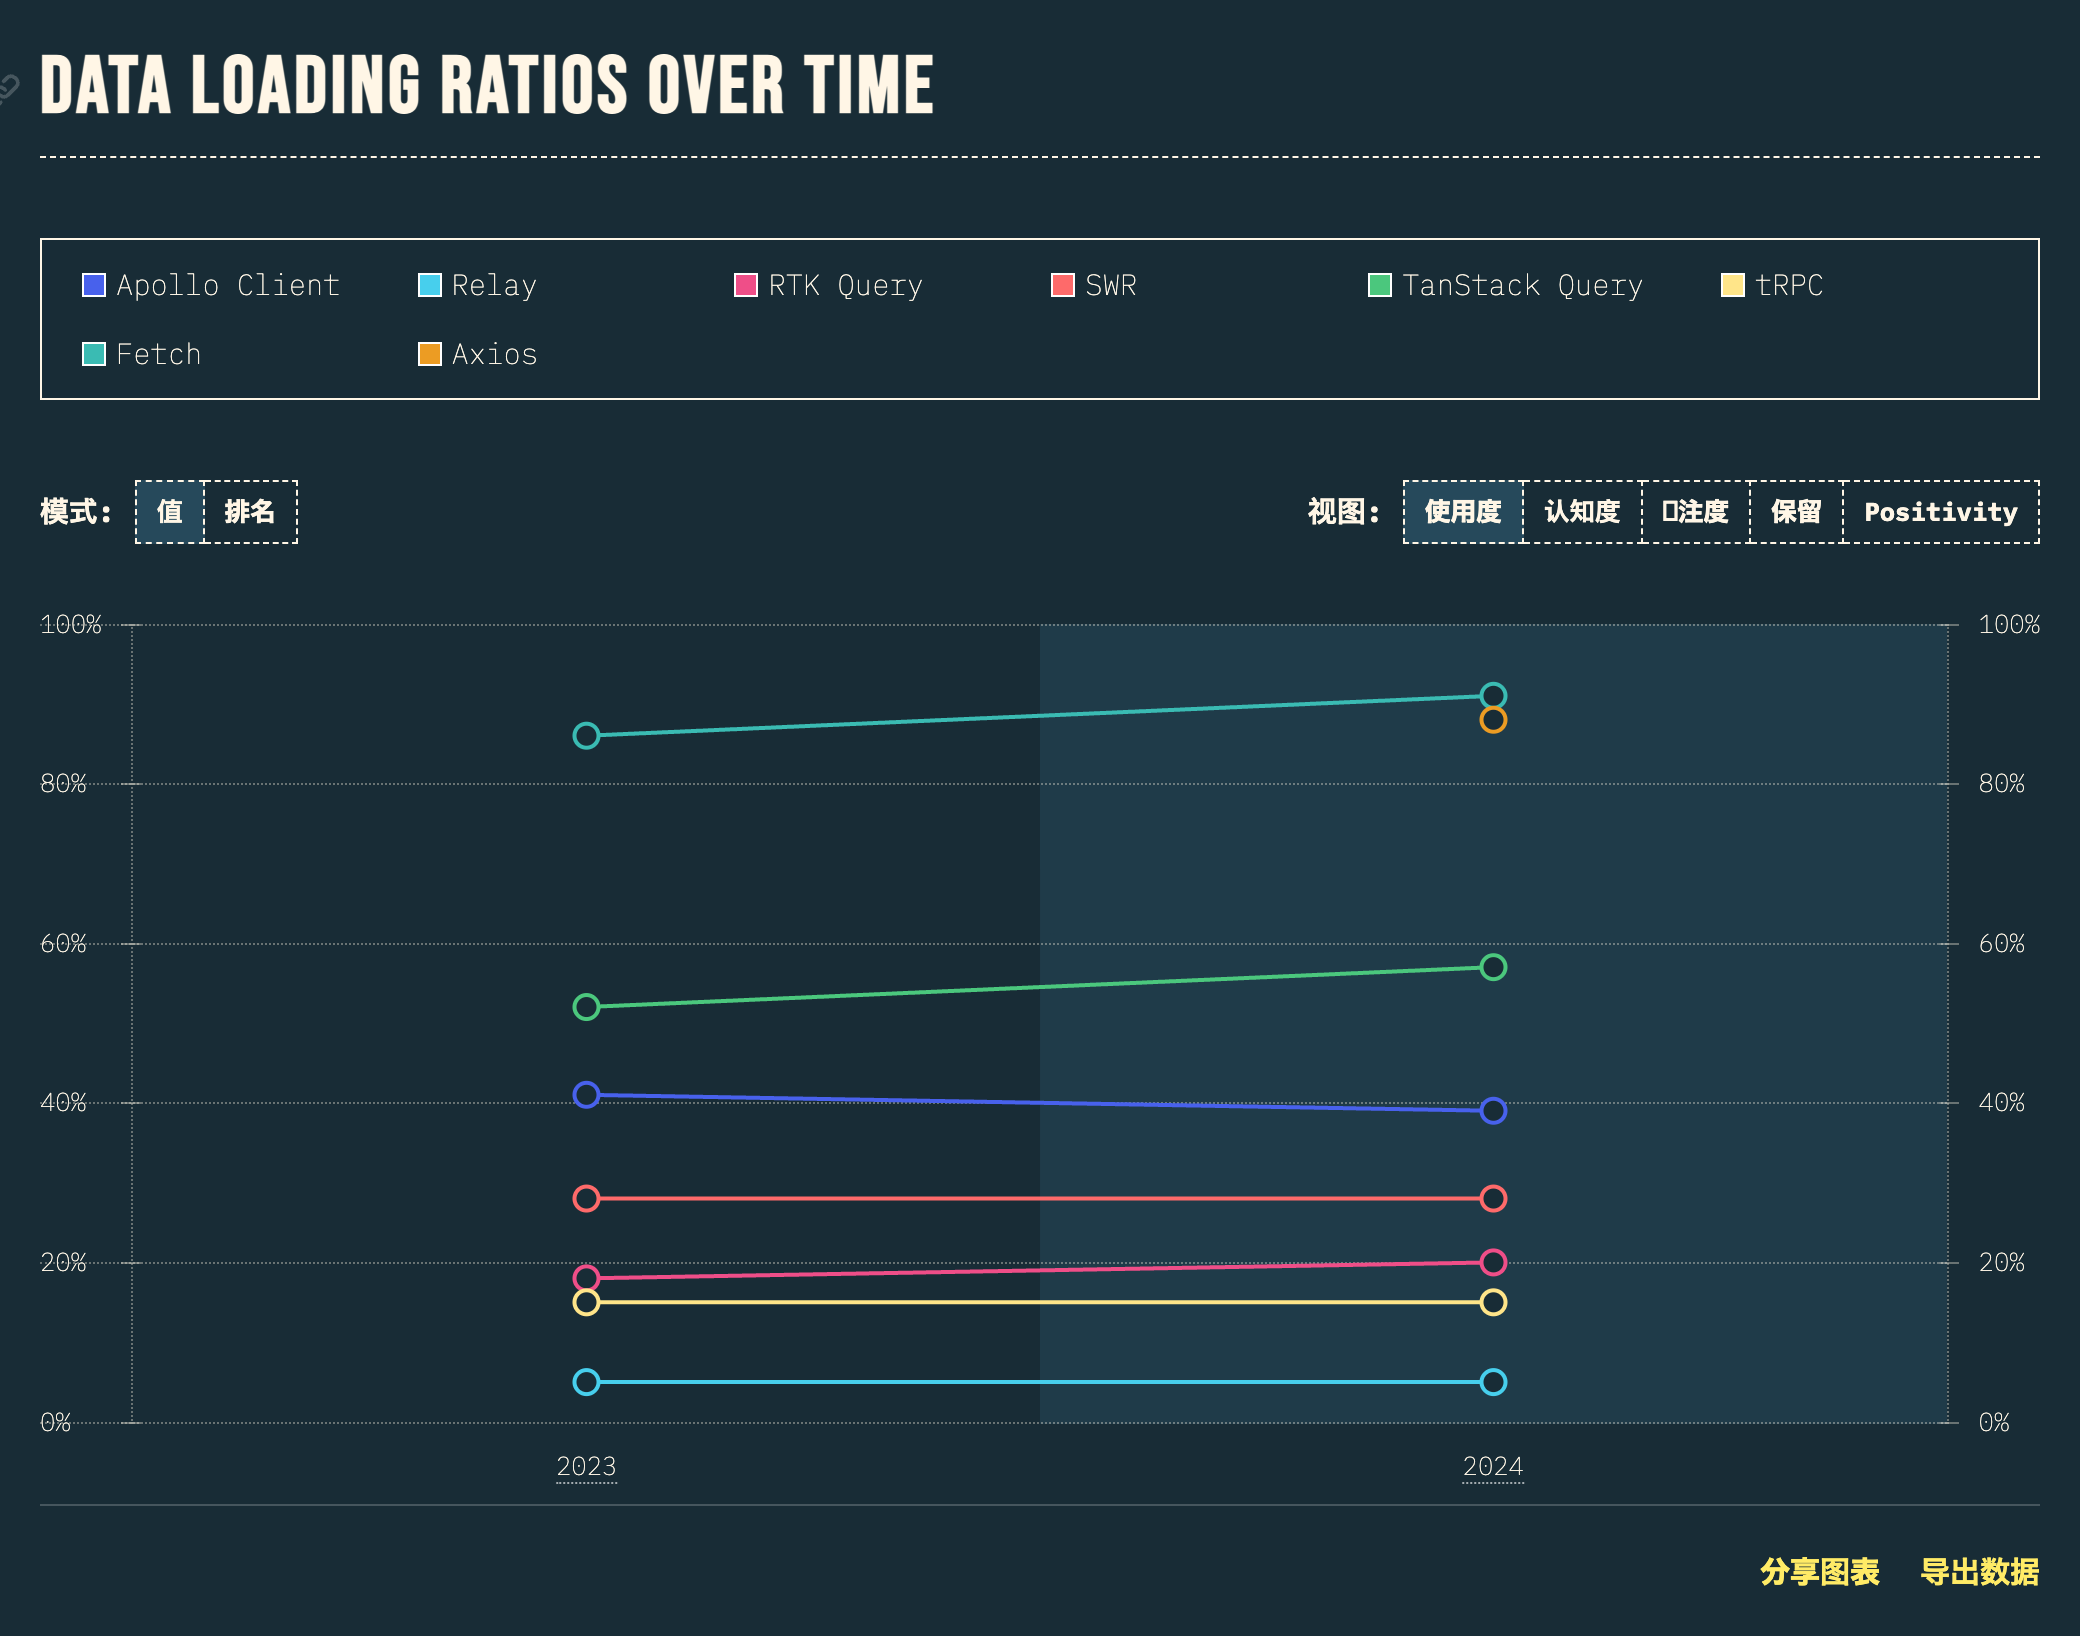 DATA LOADING RATIOS OVER TIME
Apollo Client Relay RTK Query SWR TanStack Query tRPC
Fetch Axios
模式: 值 排名 视图: 使用度 认知度 注度 保留 Positivity
100% 100%
80% 80%
60% 60%
40% 40%
20% 20%
0% 0%
2023 2024
分享图表 导出数据